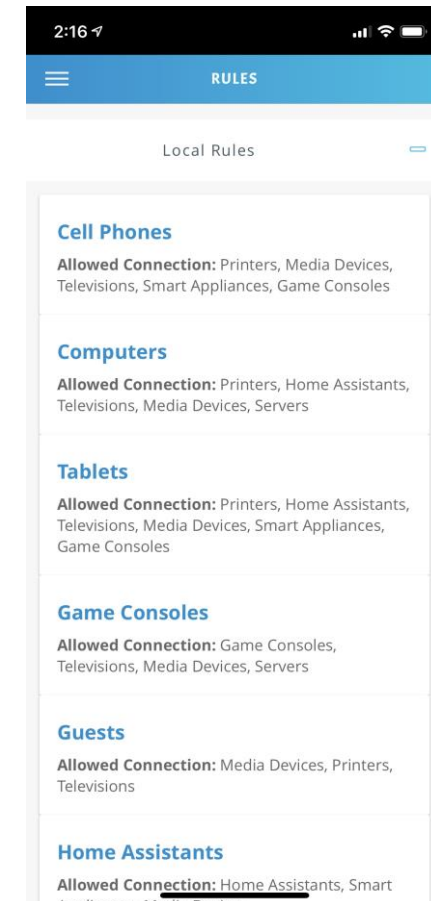 2:16
RULES
Local Rules
Cell Phones
Allowed Connection: Printers, Media Devices,
Televisions, Smart Appliances, Game Consoles
Computers
Allowed Connection: Printers, Home Assistants,
Televisions, Media Devices, Servers
Tablets
Allowed Connection: Printers, Home Assistants,
Televisions, Media Devices, Smart Appliances,
Game Consoles
Game Consoles
Allowed Connection: Game Consoles,
Televisions, Media Devices, Servers
Guests
Allowed Connection: Media Devices, Printers,
Televisions
Home Assistants
Allowed Connection: Home Assistants, Smart